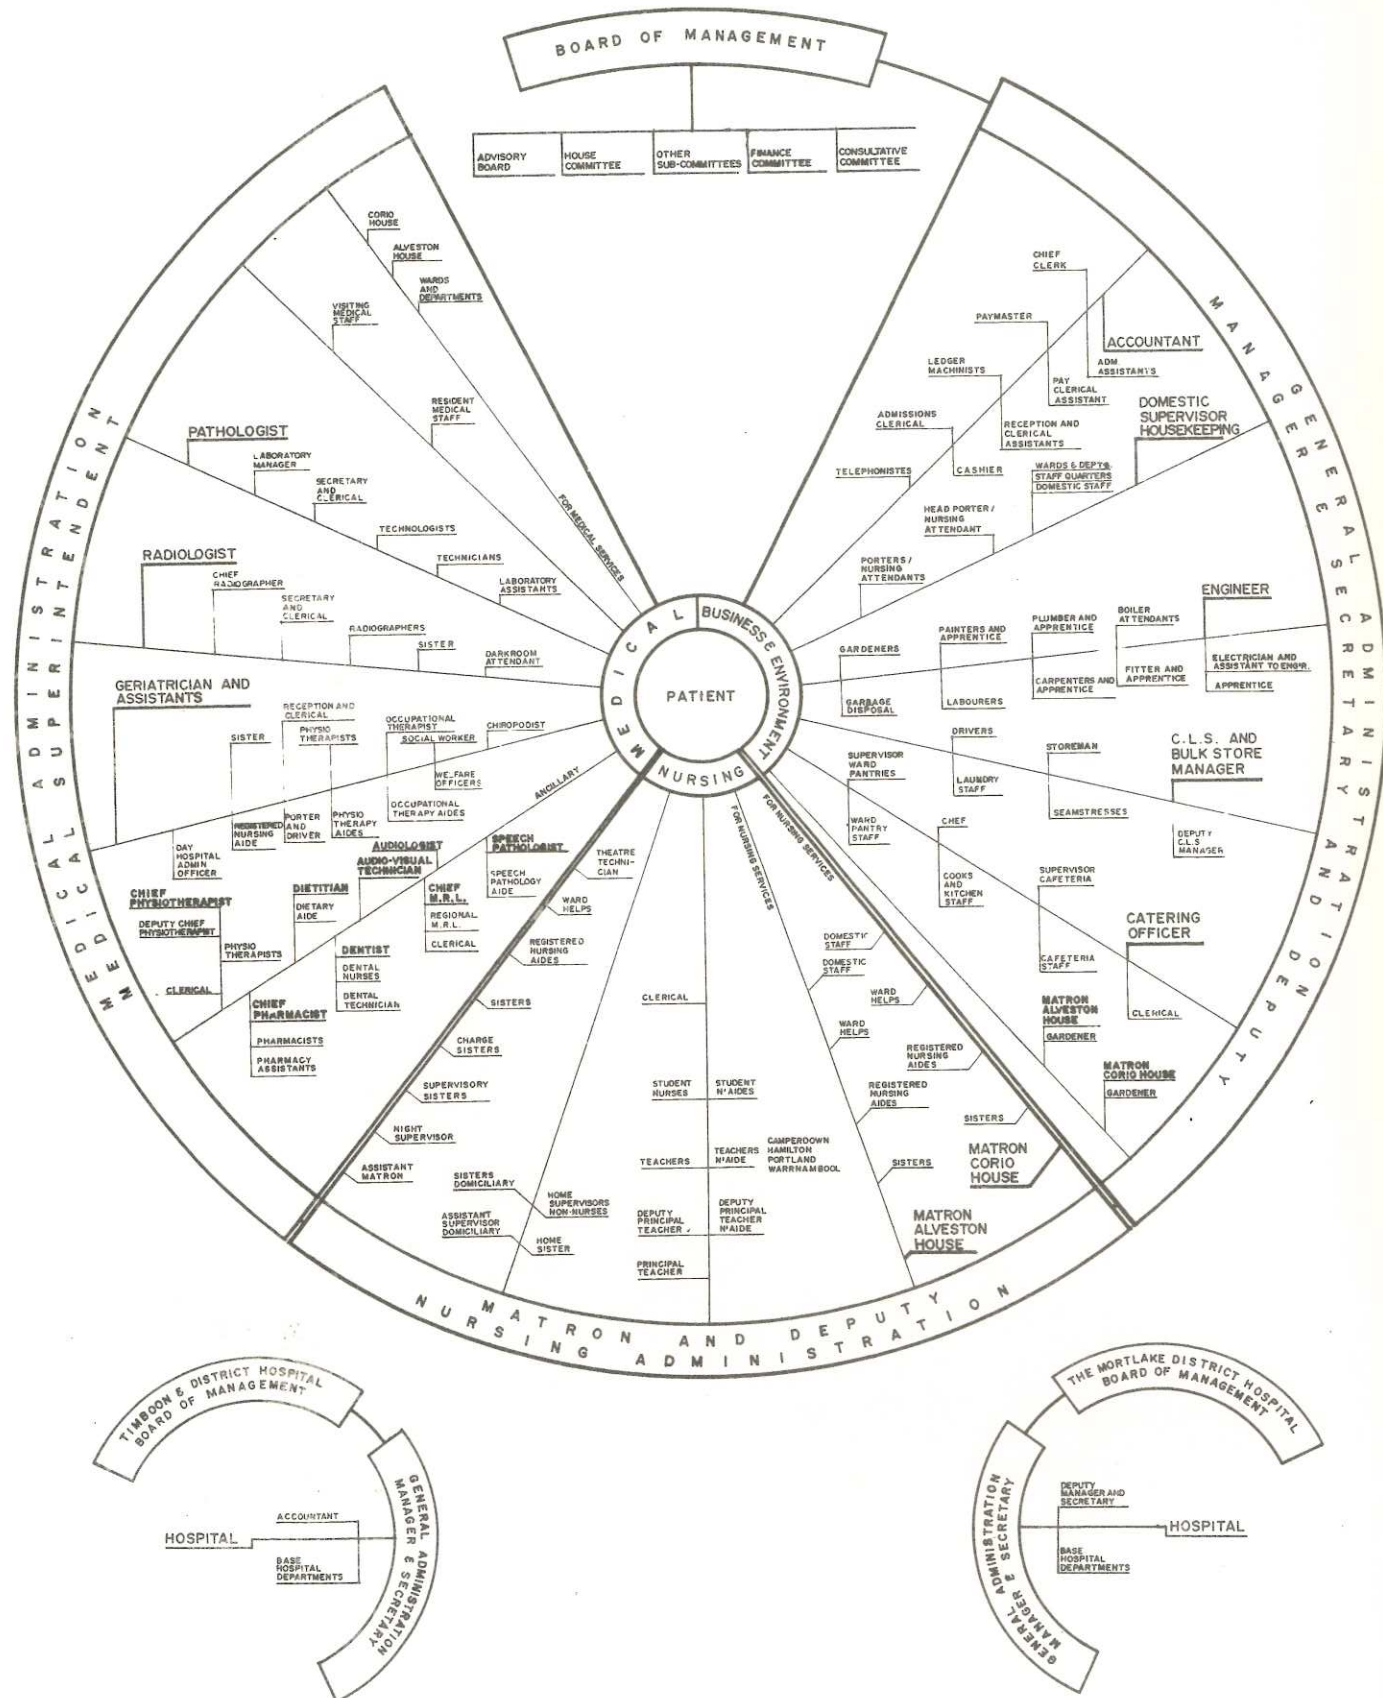 BOARD OF MANAGEMENT
ADVISORY
BOARD
HOUSE
COMMITTEE
OTHER
SUB-COMMITTEES
FINANCE
COMMITTEE
CONSULTATIVE
COMMITTEE
MEDICAL ADMINISTRATION
MEDICAL SUPERINTENDENT
CORIO
HOUSE
ALVESTON
HOUSE
WARDS
AND
DEPARTMENTS
VISITING
MEDICAL
STAFF
RESIDENT
MEDICAL
STAFF
FOR MEDICAL SERVICES
PATHOLOGIST
LABORATORY
MANAGER
SECRETARY
AND
CLERICAL
TECHNOLOGISTS
TECHNICIANS
LABORATORY
ASSISTANTS
RADIOLOGIST
CHIEF
RADIOGRAPHER
SECRETARY
AND
CLERICAL
RADIOGRAPHERS
SISTER
DARKROOM
ATTENDANT
GERIATRICIAN AND
ASSISTANTS
SISTER
RECEPTION AND
CLERICAL
PHYSIO
THERAPISTS
OCCUPATIONAL
THERAPIST
SOCIAL WORKER
CHIROPODIST
WELFARE
OFFICERS
OCCUPATIONAL
THERAPY AIDES
PHYSIO
THERAPY
AIDES
PORTER
AND
DRIVER
REGISTERED
NURSING
AIDE
DAY
HOSPITAL
ADMIN
OFFICER
ANCILLARY
CHIEF
PHYSIOTHERAPIST
DEPUTY CHIEF
PHYSIOTHERAPIST
PHYSIO
THERAPISTS
CLERICAL
DIETITIAN
DIETARY
AIDE
AUDIOLOGIST
AUDIO-VISUAL
TECHNICIAN
SPEECH
PATHOLOGIST
SPEECH
PATHOLOGY
AIDE
CHIEF
M.R.L.
REGIONAL
M.R.L.
CLERICAL
DENTIST
DENTAL
NURSES
DENTAL
TECHNICIAN
CHIEF
PHARMACIST
PHARMACISTS
PHARMACY
ASSISTANTS
PATIENT
MEDICAL
BUSINESS & ENVIRONMENT
NURSING
GENERAL ADMINISTRATION
MANAGER & SECRETARY AND DEPUTY
CHIEF
CLERK
PAYMASTER
ACCOUNTANT
ADM
ASSISTANTS
LEDGER
MACHINISTS
PAY
CLERICAL
ASSISTANT
ADMISSIONS
CLERICAL
RECEPTION AND
CLERICAL
ASSISTANTS
TELEPHONISTES
CASHIER
DOMESTIC
SUPERVISOR
HOUSEKEEPING
WARDS & DEPTS.
STAFF QUARTERS
DOMESTIC STAFF
HEAD PORTER /
NURSING
ATTENDANT
PORTERS /
NURSING
ATTENDANTS
ENGINEER
BOILER
ATTENDANTS
PLUMBER AND
APPRENTICE
PAINTERS AND
APPRENTICE
GARDENERS
ELECTRICIAN AND
ASSISTANT TO ENGR.
APPRENTICE
FITTER AND
APPRENTICE
CARPENTERS AND
APPRENTICE
LABOURERS
GARBAGE
DISPOSAL
C.L.S. AND
BULK STORE
MANAGER
DRIVERS
STOREMAN
LAUNDRY
STAFF
SEAMSTRESSES
DEPUTY
C.L.S
MANAGER
SUPERVISOR
WARD
PANTRIES
WARD
PANTRY
STAFF
CHEF
COOKS
AND
KITCHEN
STAFF
SUPERVISOR
CAFETERIA
CAFETERIA
STAFF
CATERING
OFFICER
CLERICAL
MATRON
ALVESTON
HOUSE
GARDENER
MATRON
CORIO HOUSE
GARDENER
THEATRE
TECHNI-
CIAN
WARD
HELPS
REGISTERED
NURSING
AIDES
SISTERS
CHARGE
SISTERS
SUPERVISORY
SISTERS
NIGHT
SUPERVISOR
ASSISTANT
MATRON
SISTERS
DOMICILIARY
ASSISTANT
SUPERVISOR
DOMICILIARY
HOME
SUPERVISORS
NON-NURSES
HOME
SISTER
CLERICAL
STUDENT
NURSES
STUDENT
N'AIDES
TEACHERS
TEACHERS
N'AIDE
CAMPERDOWN
HAMILTON
PORTLAND
WARRNAMBOOL
DEPUTY
PRINCIPAL
TEACHER
DEPUTY
PRINCIPAL
TEACHER
N'AIDE
PRINCIPAL
TEACHER
FOR NURSING SERVICES
FOR NURSING SERVICES
DOMESTIC
STAFF
DOMESTIC
STAFF
WARD
HELPS
WARD
HELPS
REGISTERED
NURSING
AIDES
REGISTERED
NURSING
AIDES
SISTERS
SISTERS
MATRON
CORIO
HOUSE
MATRON
ALVESTON
HOUSE
MATRON AND DEPUTY
NURSING ADMINISTRATION
TIMBOON & DISTRICT HOSPITAL
BOARD OF MANAGEMENT
GENERAL ADMINISTRATION
MANAGER & SECRETARY
ACCOUNTANT
HOSPITAL
BASE
HOSPITAL
DEPARTMENTS
THE MORTLAKE DISTRICT HOSPITAL
BOARD OF MANAGEMENT
GENERAL ADMINISTRATION
MANAGER & SECRETARY
DEPUTY
MANAGER AND
SECRETARY
HOSPITAL
BASE
HOSPITAL
DEPARTMENTS